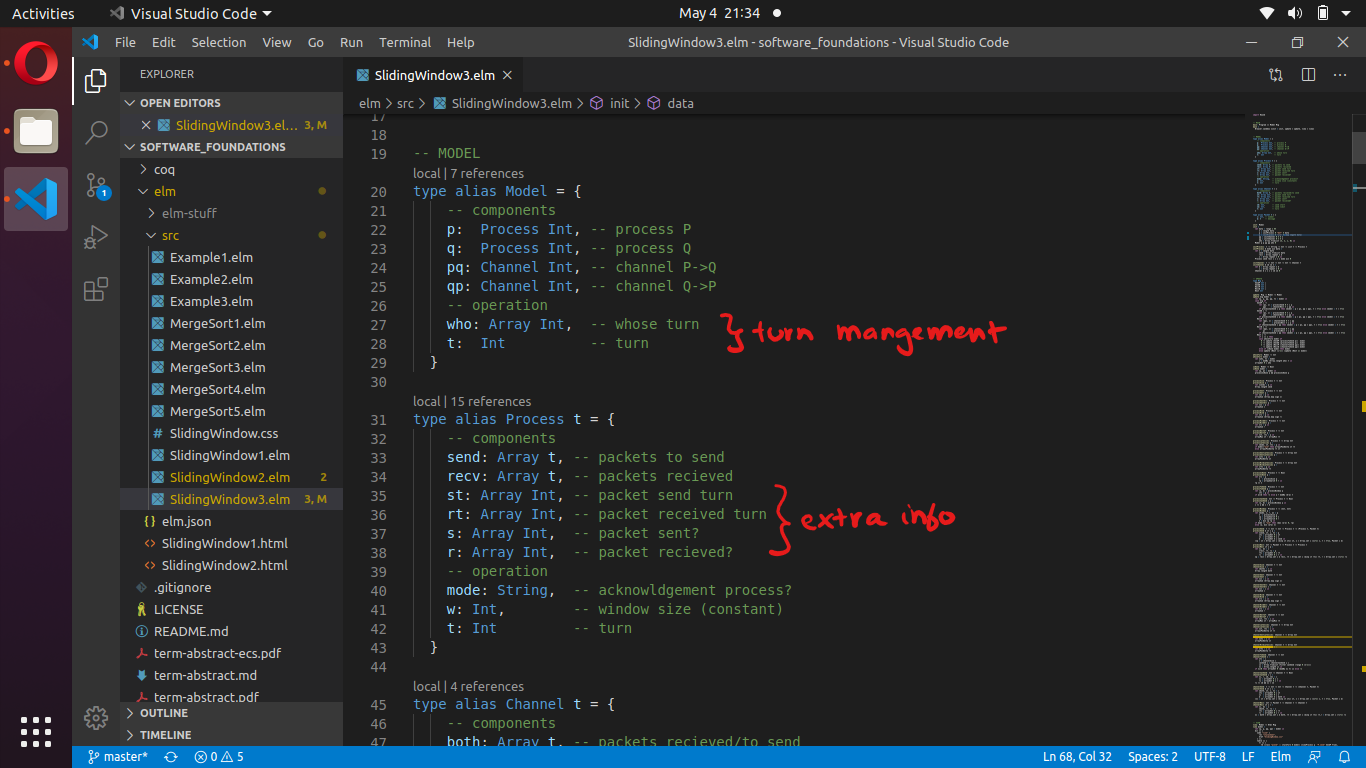 Activities
Visual Studio Code
May 4 21:34
File Edit Selection View Go Run Terminal Help
SlidingWindow3.elm - software_foundations - Visual Studio Code
EXPLORER
OPEN EDITORS
SlidingWindow3.el... 3, M
SOFTWARE_FOUNDATIONS
coq
elm
elm-stuff
src
Example1.elm
Example2.elm
Example3.elm
MergeSort1.elm
MergeSort2.elm
MergeSort3.elm
MergeSort4.elm
MergeSort5.elm
SlidingWindow.css
SlidingWindow1.elm
SlidingWindow2.elm 2
SlidingWindow3.elm 3, M
elm.json
SlidingWindow1.html
SlidingWindow2.html
.gitignore
LICENSE
README.md
term-abstract-ecs.pdf
term-abstract.md
term-abstract.pdf
OUTLINE
TIMELINE
1
SlidingWindow3.elm
elm > src > SlidingWindow3.elm > init > data
17
18
19 -- MODEL
local | 7 references
20 type alias Model = {
21 -- components
22 p: Process Int, -- process P
23 q: Process Int, -- process Q
24 pq: Channel Int, -- channel P->Q
25 qp: Channel Int, -- channel Q->P
26 -- operation
27 who: Array Int, -- whose turn
28 t: Int -- turn
turn mangement
29 }
30
local | 15 references
31 type alias Process t = {
32 -- components
33 send: Array t, -- packets to send
34 recv: Array t, -- packets recieved
35 st: Array Int, -- packet send turn
36 rt: Array Int, -- packet received turn
37 s: Array Int, -- packet sent?
38 r: Array Int, -- packet recieved?
extra info
39 -- operation
40 mode: String, -- acknowldgement process?
41 w: Int, -- window size (constant)
42 t: Int -- turn
43 }
44
local | 4 references
45 type alias Channel t = {
46 -- components
47 both: Array t, -- packets recieved/to send
master* 0 5
Ln 68, Col 32 Spaces: 2 UTF-8 LF Elm